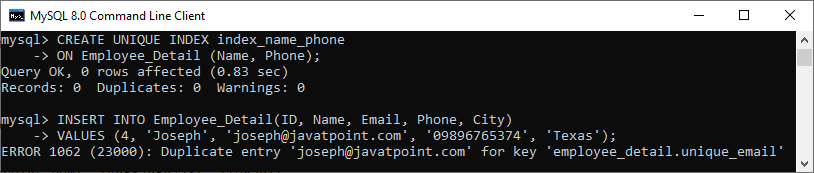 MySQL 8.0 Command Line Client
mysql> CREATE UNIQUE INDEX index_name_phone
    -> ON Employee_Detail (Name, Phone);
Query OK, 0 rows affected (0.83 sec)
Records: 0  Duplicates: 0  Warnings: 0
mysql> INSERT INTO Employee_Detail(ID, Name, Email, Phone, City)
    -> VALUES (4, 'Joseph', 'joseph@javatpoint.com', '09896765374', 'Texas');
ERROR 1062 (23000): Duplicate entry 'joseph@javatpoint.com' for key 'employee_detail.unique_email'